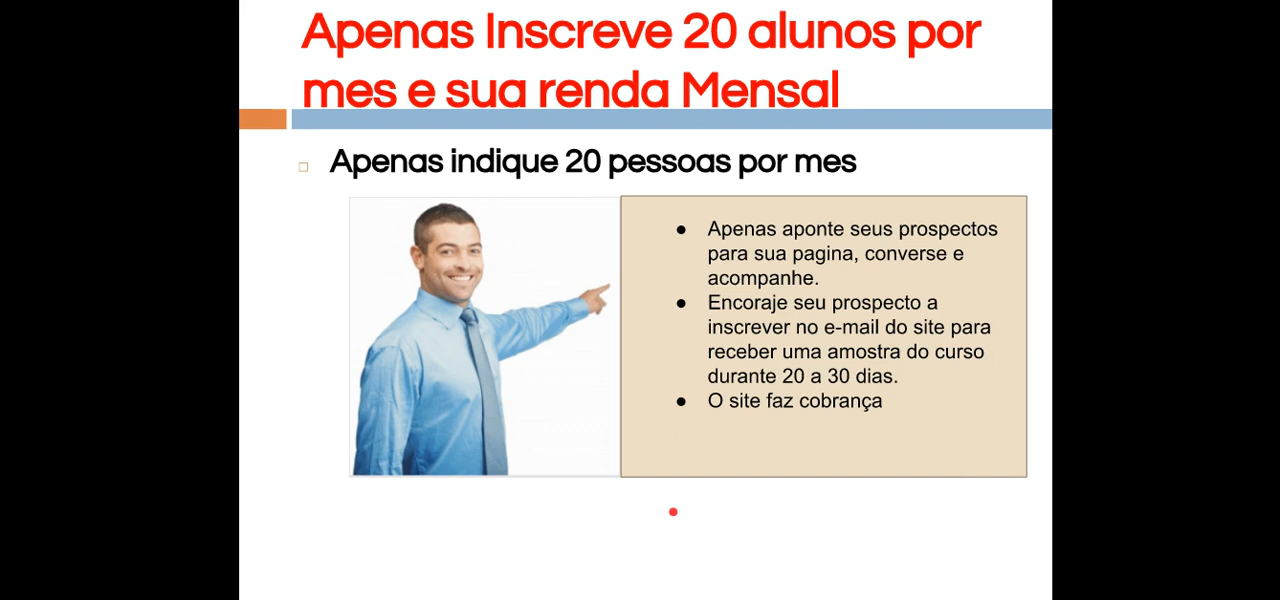 Apenas Inscreve 20 alunos por
mes e sua renda Mensal
Apenas indique 20 pessoas por mes
● Apenas aponte seus prospectos
para sua pagina, converse e
acompanhe.
● Encoraje seu prospecto a
inscrever no e-mail do site para
receber uma amostra do curso
durante 20 a 30 dias.
● O site faz cobrança